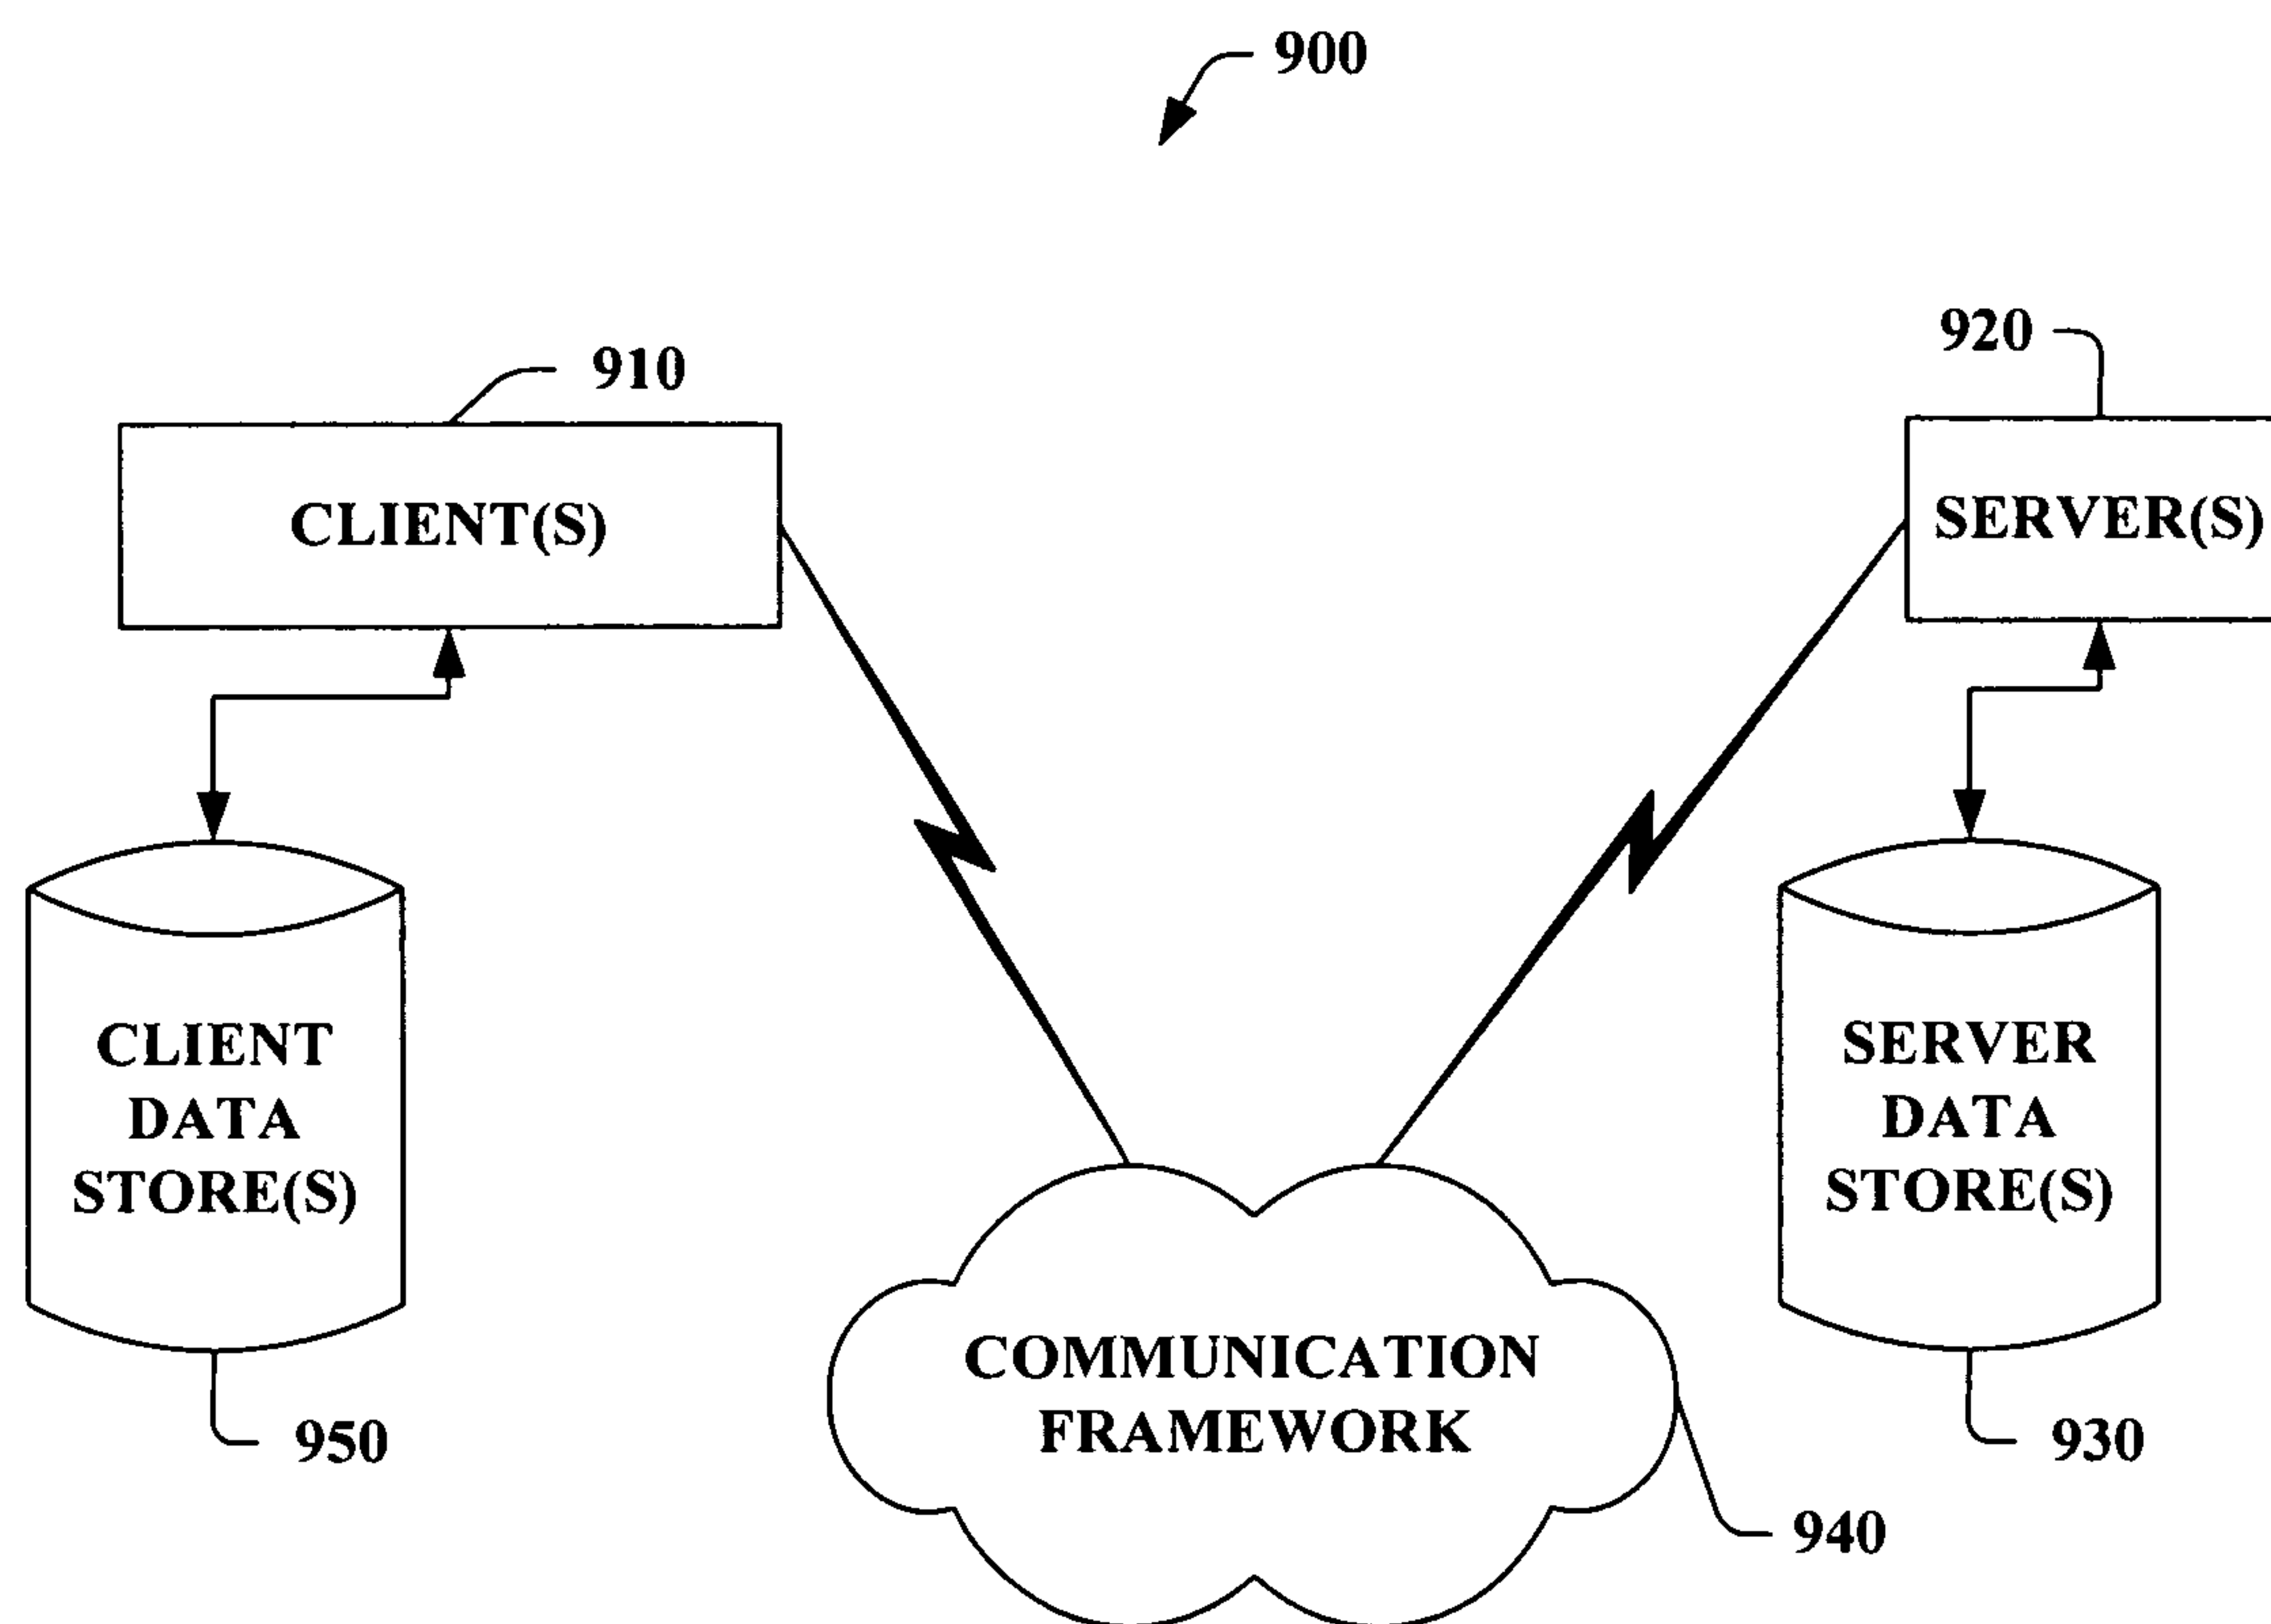 900
910
920
CLIENT(S)
SERVER(S)
CLIENT
DATA
STORE(S)
SERVER
DATA
STORE(S)
COMMUNICATION
FRAMEWORK
950
930
940